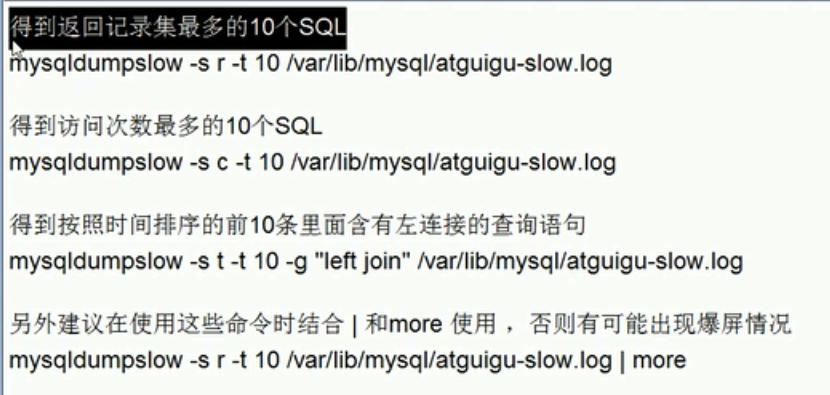 得到返回记录集最多的10个SQL
mysqldumpslow -s r -t 10 /var/lib/mysql/atguigu-slow.log
得到访问次数最多的10个SQL
mysqldumpslow -s c -t 10 /var/lib/mysql/atguigu-slow.log
得到按照时间排序的前10条里面含有左连接的查询语句
mysqldumpslow -s t -t 10 -g "left join" /var/lib/mysql/atguigu-slow.log
另外建议在使用这些命令时结合 | 和more 使用 ，否则有可能出现爆屏情况
mysqldumpslow -s r -t 10 /var/lib/mysql/atguigu-slow.log | more